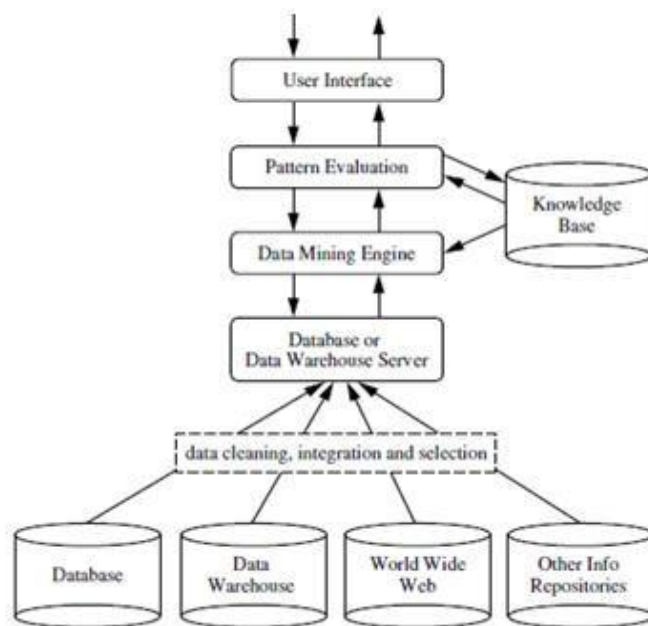 User Interface
Pattern Evaluation
Knowledge
Base
Data Mining Engine
Database or
Data Warehouse Server
data cleaning, integration and selection
Database
Data
Warehouse
World Wide
Web
Other Info
Repositories